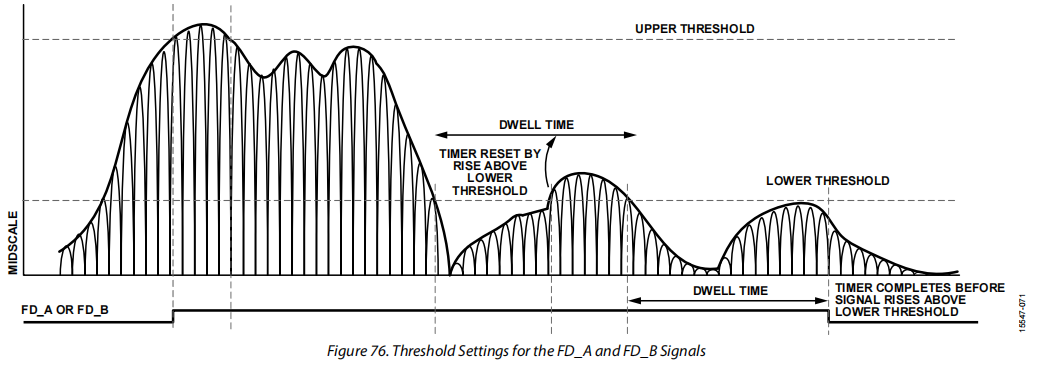 UPPER THRESHOLD
DWELL TIME
TIMER RESET BY
RISE ABOVE
LOWER
THRESHOLD
LOWER THRESHOLD
MIDSCALE
DWELL TIME
TIMER COMPLETES BEFORE
SIGNAL RISES ABOVE
LOWER THRESHOLD
FD_A OR FD_B
15547-071
Figure 76. Threshold Settings for the FD_A and FD_B Signals